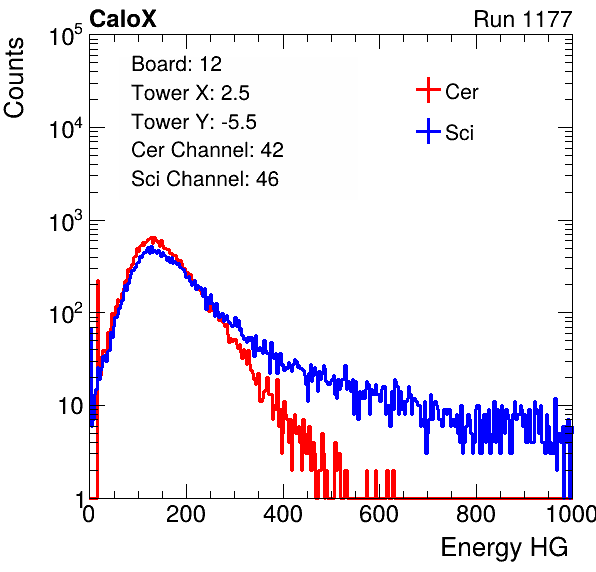 CaloX Run 1177
Counts
10^5
10^4
10^3
10^2
10
1
Board: 12
Tower X: 2.5
Tower Y: -5.5
Cer Channel: 42
Sci Channel: 46
Cer
Sci
0 200 400 600 800 1000
Energy HG